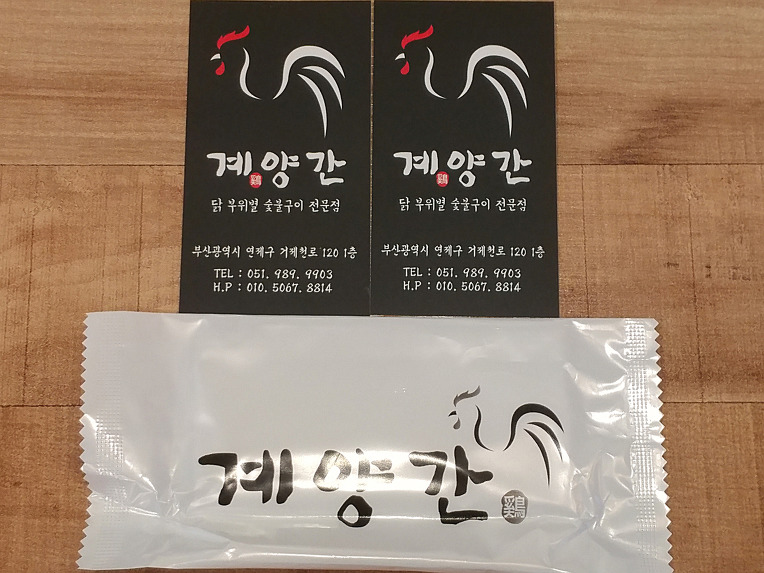 계양간
鷄
닭 부위별 숯불구이 전문점
부산광역시 연제구 거제천로 120 1층
TEL : 051. 989. 9903
H.P : 010. 5067. 8814
계양간
鷄
닭 부위별 숯불구이 전문점
부산광역시 연제구 거제천로 120 1층
TEL : 051. 989. 9903
H.P : 010. 5067. 8814
계양간
鷄